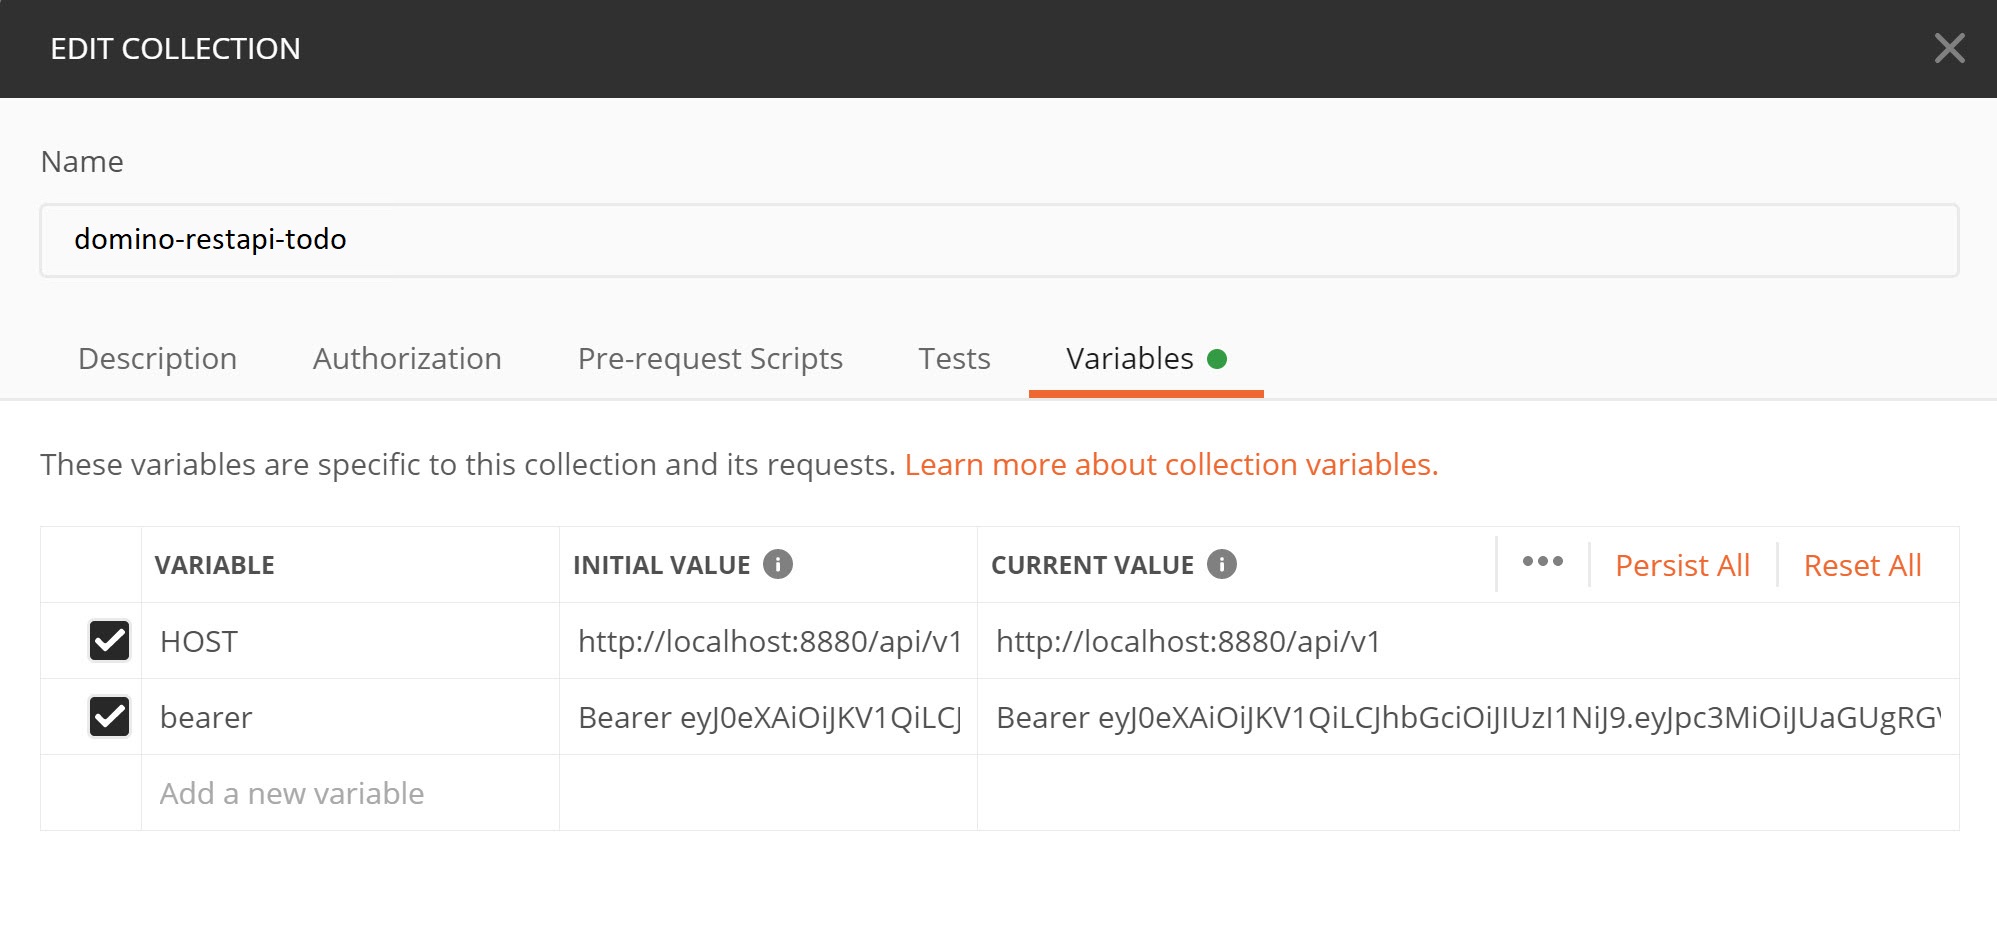 EDIT COLLECTION
Name
domino-restapi-todo
Description Authorization Pre-request Scripts Tests Variables
These variables are specific to this collection and its requests. Learn more about collection variables.
VARIABLE INITIAL VALUE CURRENT VALUE Persist All Reset All
HOST http://localhost:8880/api/v1 http://localhost:8880/api/v1
bearer Bearer eyJ0eXAiOiJKV1QiLCJ Bearer eyJ0eXAiOiJKV1QiLCJhbGciOiJIUzI1NiJ9.eyJpc3MiOiJUaGUgRG
Add a new variable